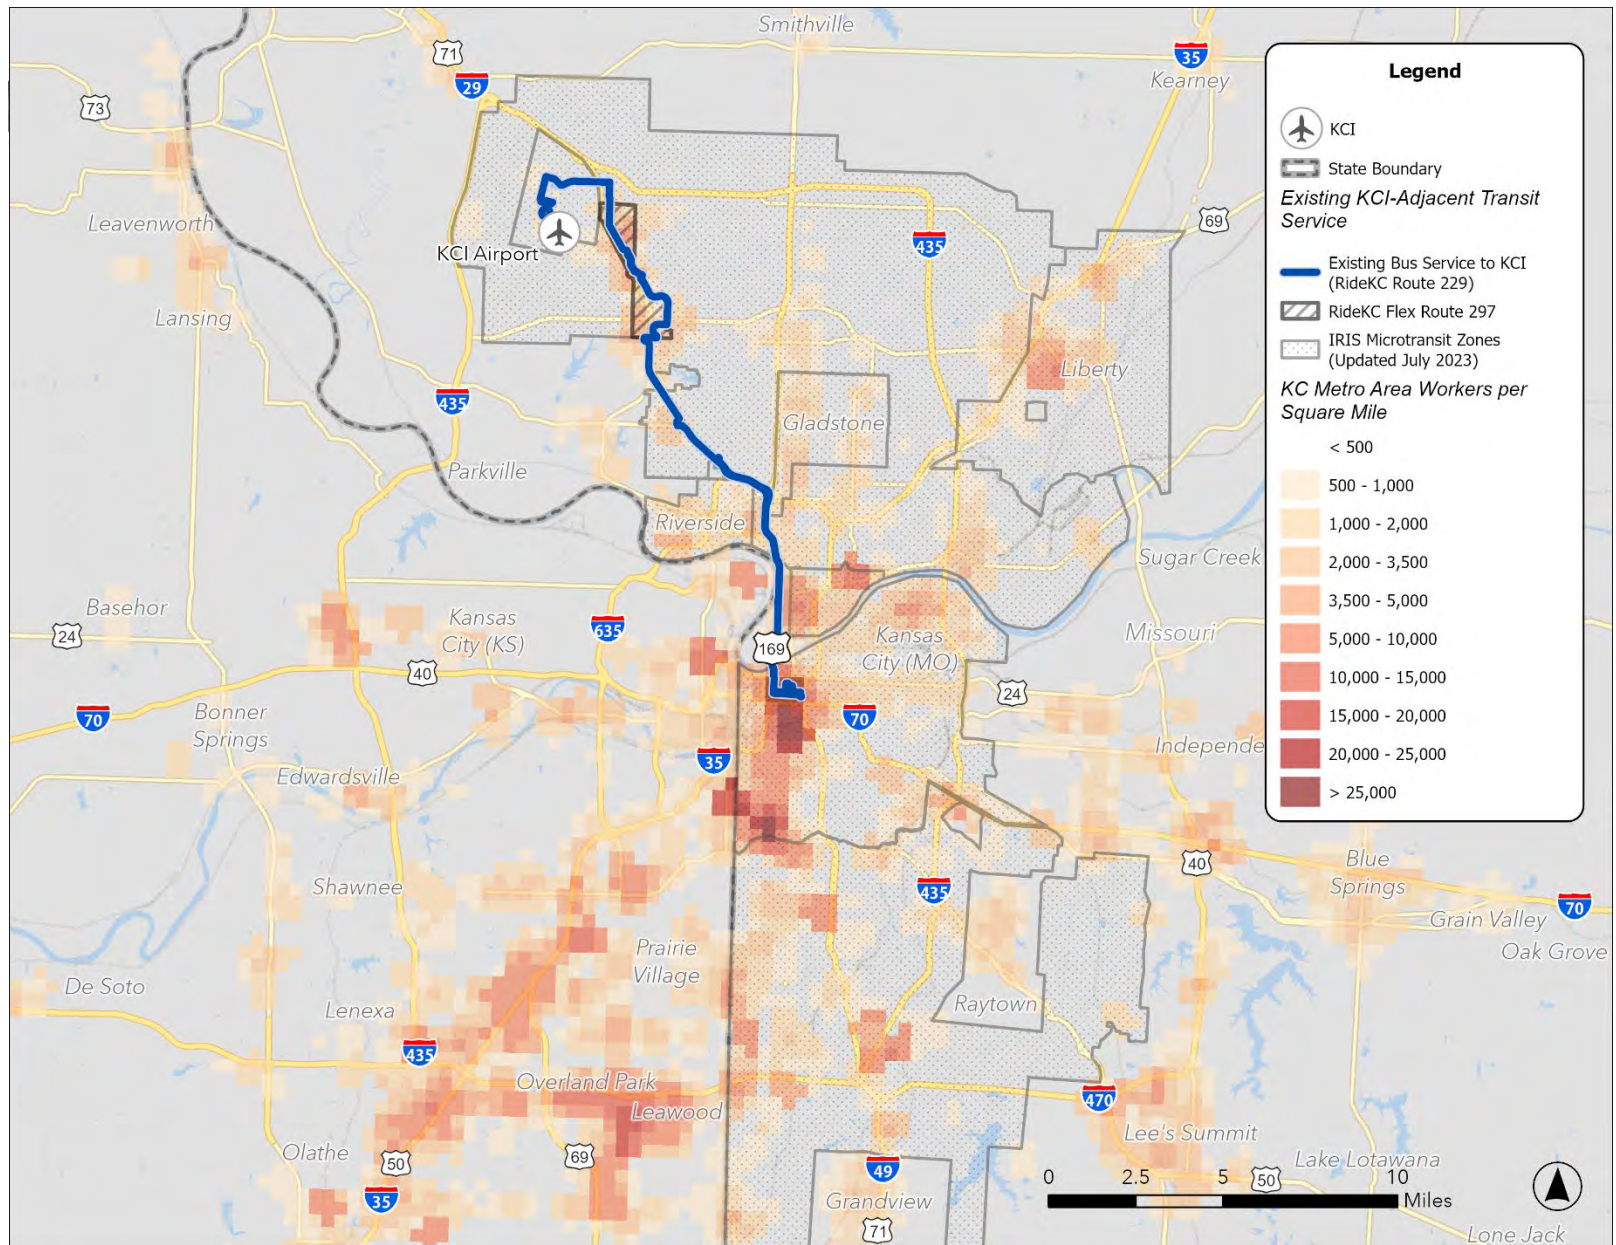 Smithville
71
35
Kearney
29
73
Leavenworth
KCI Airport
435
69
Lansing
Liberty
435
Gladstone
Parkville
Riverside
Sugar Creek
Basehor
24
Kansas
City (KS)
635
Kansas
City (MO)
Missouri
169
40
24
70
Bonner
Springs
70
35
Independe
Edwardsville
40
Blue
Springs
Shawnee
435
70
Grain Valley
Oak Grove
Prairie
Village
De Soto
Lenexa
Raytown
435
Overland Park
Leawood
470
Lee's Summit
Olathe
50
69
49
Lake Lotawana
50
35
Grandview
71
Lone Jack
Legend
KCI
State Boundary
Existing KCI-Adjacent Transit
Service
Existing Bus Service to KCI
(RideKC Route 229)
RideKC Flex Route 297
IRIS Microtransit Zones
(Updated July 2023)
KC Metro Area Workers per
Square Mile
< 500
500 - 1,000
1,000 - 2,000
2,000 - 3,500
3,500 - 5,000
5,000 - 10,000
10,000 - 15,000
15,000 - 20,000
20,000 - 25,000
> 25,000
0 2.5 5 10
Miles